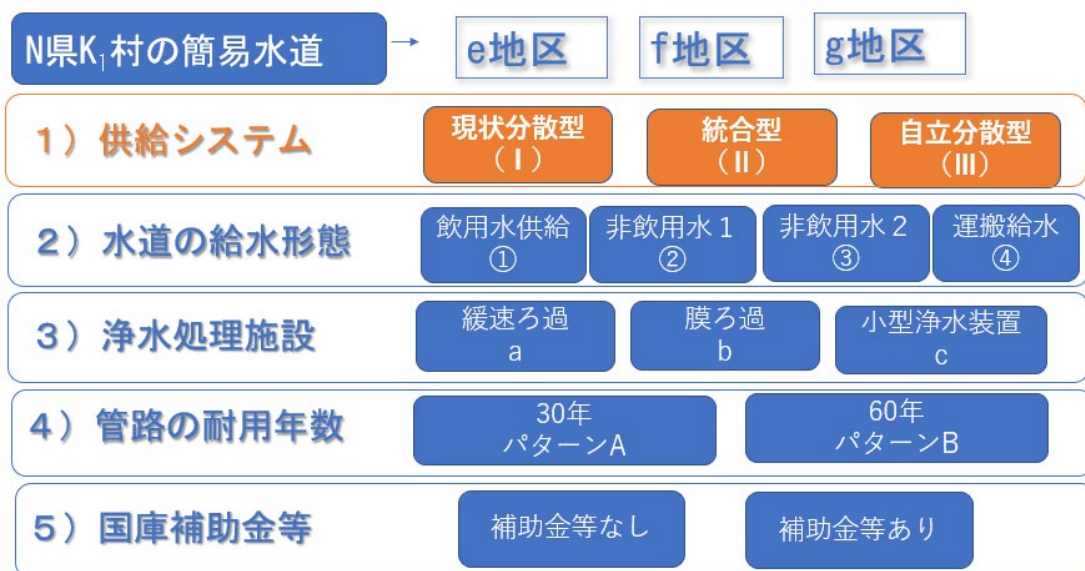 N県K₁村の簡易水道 → e地区 f地区 g地区
1）供給システム
現状分散型
（Ⅰ）
統合型
（II）
自立分散型
（Ⅲ）
2）水道の給水形態
飲用水供給
①
非飲用水1
②
非飲用水2
③
運搬給水
④
3）浄水処理施設
緩速ろ過
a
膜ろ過
b
小型浄水装置
c
4）管路の耐用年数
30年
パターンA
60年
パターンB
5）国庫補助金等
補助金等なし
補助金等あり